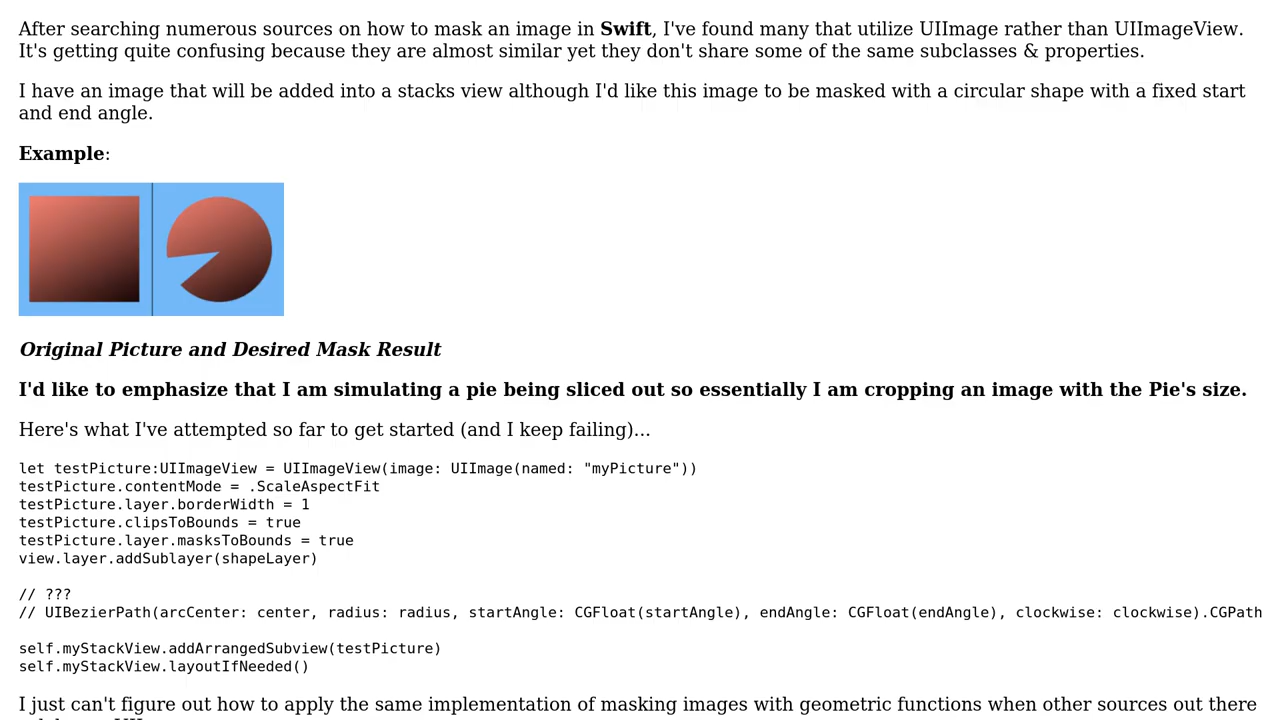 After searching numerous sources on how to mask an image in Swift, I've found many that utilize UIImage rather than UIImageView.
It's getting quite confusing because they are almost similar yet they don't share some of the same subclasses & properties.
I have an image that will be added into a stacks view although I'd like this image to be masked with a circular shape with a fixed start
and end angle.
Example:
Original Picture and Desired Mask Result
I'd like to emphasize that I am simulating a pie being sliced out so essentially I am cropping an image with the Pie's size.
Here's what I've attempted so far to get started (and I keep failing)...
let testPicture:UIImageView = UIImageView(image: UIImage(named: "myPicture"))
testPicture.contentMode = .ScaleAspectFit
testPicture.layer.borderWidth = 1
testPicture.clipsToBounds = true
testPicture.layer.masksToBounds = true
view.layer.addSublayer(shapeLayer)
// ???
// UIBezierPath(arcCenter: center, radius: radius, startAngle: CGFloat(startAngle), endAngle: CGFloat(endAngle), clockwise: clockwise).CGPath
self.myStackView.addArrangedSubview(testPicture)
self.myStackView.layoutIfNeeded()
I just can't figure out how to apply the same implementation of masking images with geometric functions when other sources out there